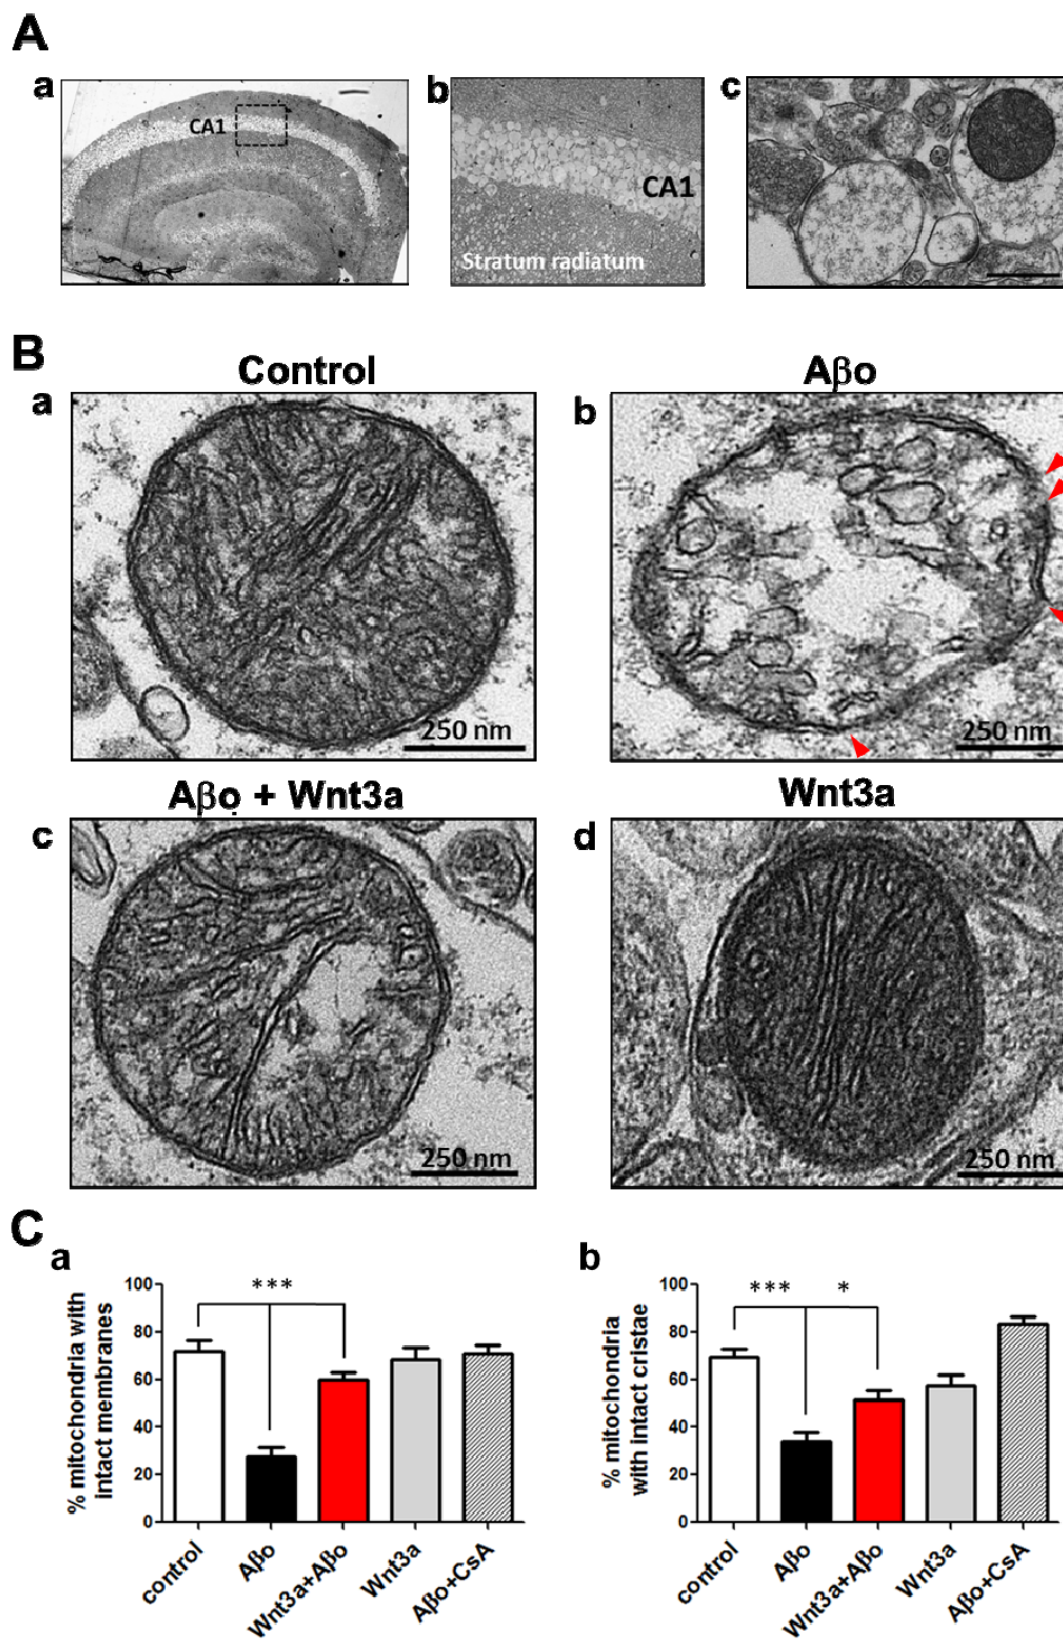 A
a
CA1
b
CA1
Stratum radiatum
c
B
Control
a
250 nm
Aβo
b
250 nm
Aβo + Wnt3a
c
250 nm
Wnt3a
d
250 nm
C
a
% mitochondria with
intact membranes
100
80
60
40
20
0
***
control
Aβo
Wnt3a+Aβo
Wnt3a
Aβo+CsA
b
% mitochondria
with intact cristae
100
80
60
40
20
0
*** *
control
Aβo
Wnt3a+Aβo
Wnt3a
Aβo+CsA